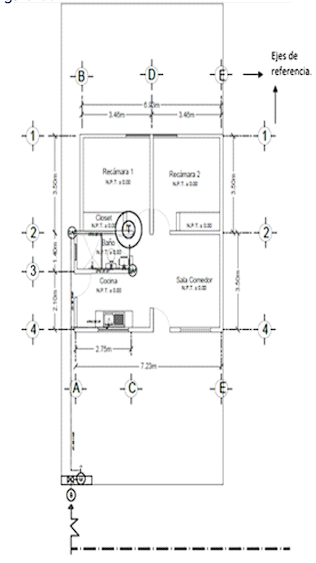 Ejes de
referencia.
B
D
E
6.93m
3.46m
3.46m
1
1
3.50m
3.50m
Recámara 1
N.P.T. ± 0.00
Recámara 2
N.P.T. ± 0.00
Closet
N.P.T. ± 0.00
N.P.T. ± 0.00
T
2
2
Baño
1.40m
3
Cocina
N.P.T. ± 0.00
Sala Comedor
N.P.T. ± 0.00
2.10m
3.50m
4
4
2.75m
7.23m
A
C
E